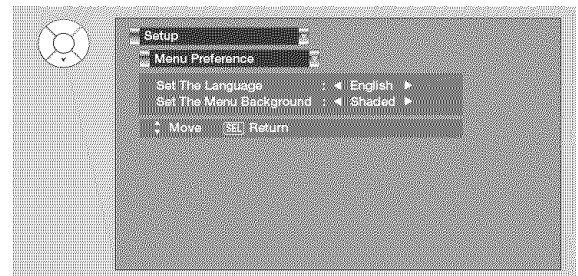 Setup
Menu Preference
Set The Language : ◄ English ►
Set The Menu Background : ◄ Shaded ►
Move SEL Return